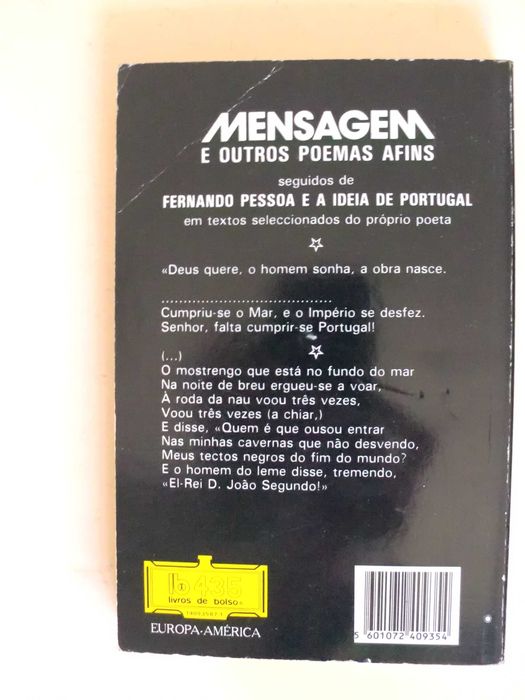 MENSAGEM
E OUTROS POEMAS AFINS
seguidos de
FERNANDO PESSOA E A IDEIA DE PORTUGAL
em textos seleccionados do próprio poeta
«Deus quere, o homem sonha, a obra nasce.
......................................
Cumpriu-se o Mar, e o Império se desfez.
Senhor, falta cumprir-se Portugal!
(...)
O mostrengo que está no fundo do mar
Na noite de breu ergueu-se a voar,
À roda da nau voou três vezes,
Voou três vezes (a chiar,)
E disse, «Quem é que ousou entrar
Nas minhas cavernas que não desvendo,
Meus tectos negros do fim do mundo?
E o homem do leme disse, tremendo,
«El-Rei D. João Segundo!»
lb 435
livros de bolso
EUROPA-AMÉRICA
5 601072 409354